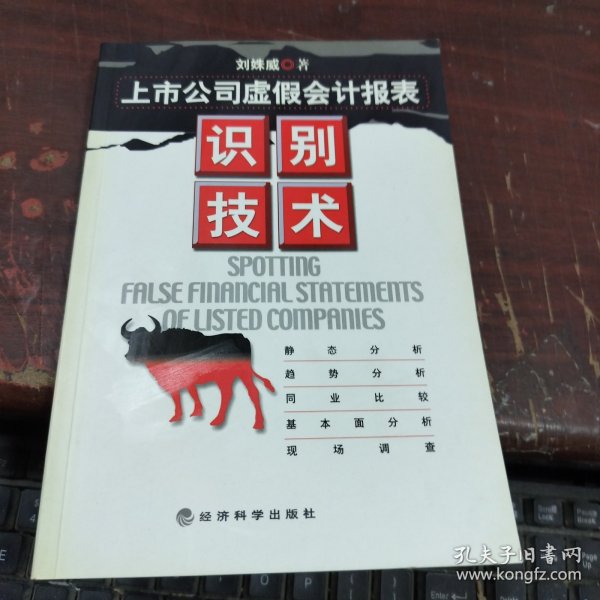 刘姝威 著
上市公司虚假会计报表
识别
技术
SPOTTING
FALSE FINANCIAL STATEMENTS
OF LISTED COMPANIES
静态分析
趋势分析
同业比较
基本面分析
现场调查
经济科学出版社
孔夫子旧书网
www.kongfz.com